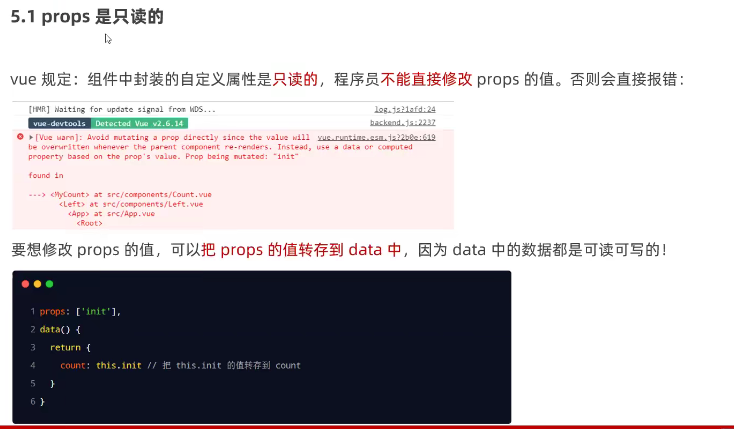 5.1 props 是只读的
vue 规定：组件中封装的自定义属性是只读的，程序员不能直接修改 props 的值。否则会直接报错：
[HMR] Waiting for update signal from WDS... log.js?1afd:24
vue-devtools Detected Vue v2.6.14 backend.js:2237
[Vue warn]: Avoid mutating a prop directly since the value will vue.runtime.esm.js?2b0e:619
be overwritten whenever the parent component re-renders. Instead, use a data or computed
property based on the prop's value. Prop being mutated: "init"
found in
---> <MyCount> at src/components/Count.vue
<Left> at src/components/Left.vue
<App> at src/App.vue
<Root>
要想修改 props 的值，可以把 props 的值转存到 data 中，因为 data 中的数据都是可读可写的！
1 props: ['init'],
2 data() {
3 return {
4 count: this.init // 把 this.init 的值转存到 count
5 }
6 }